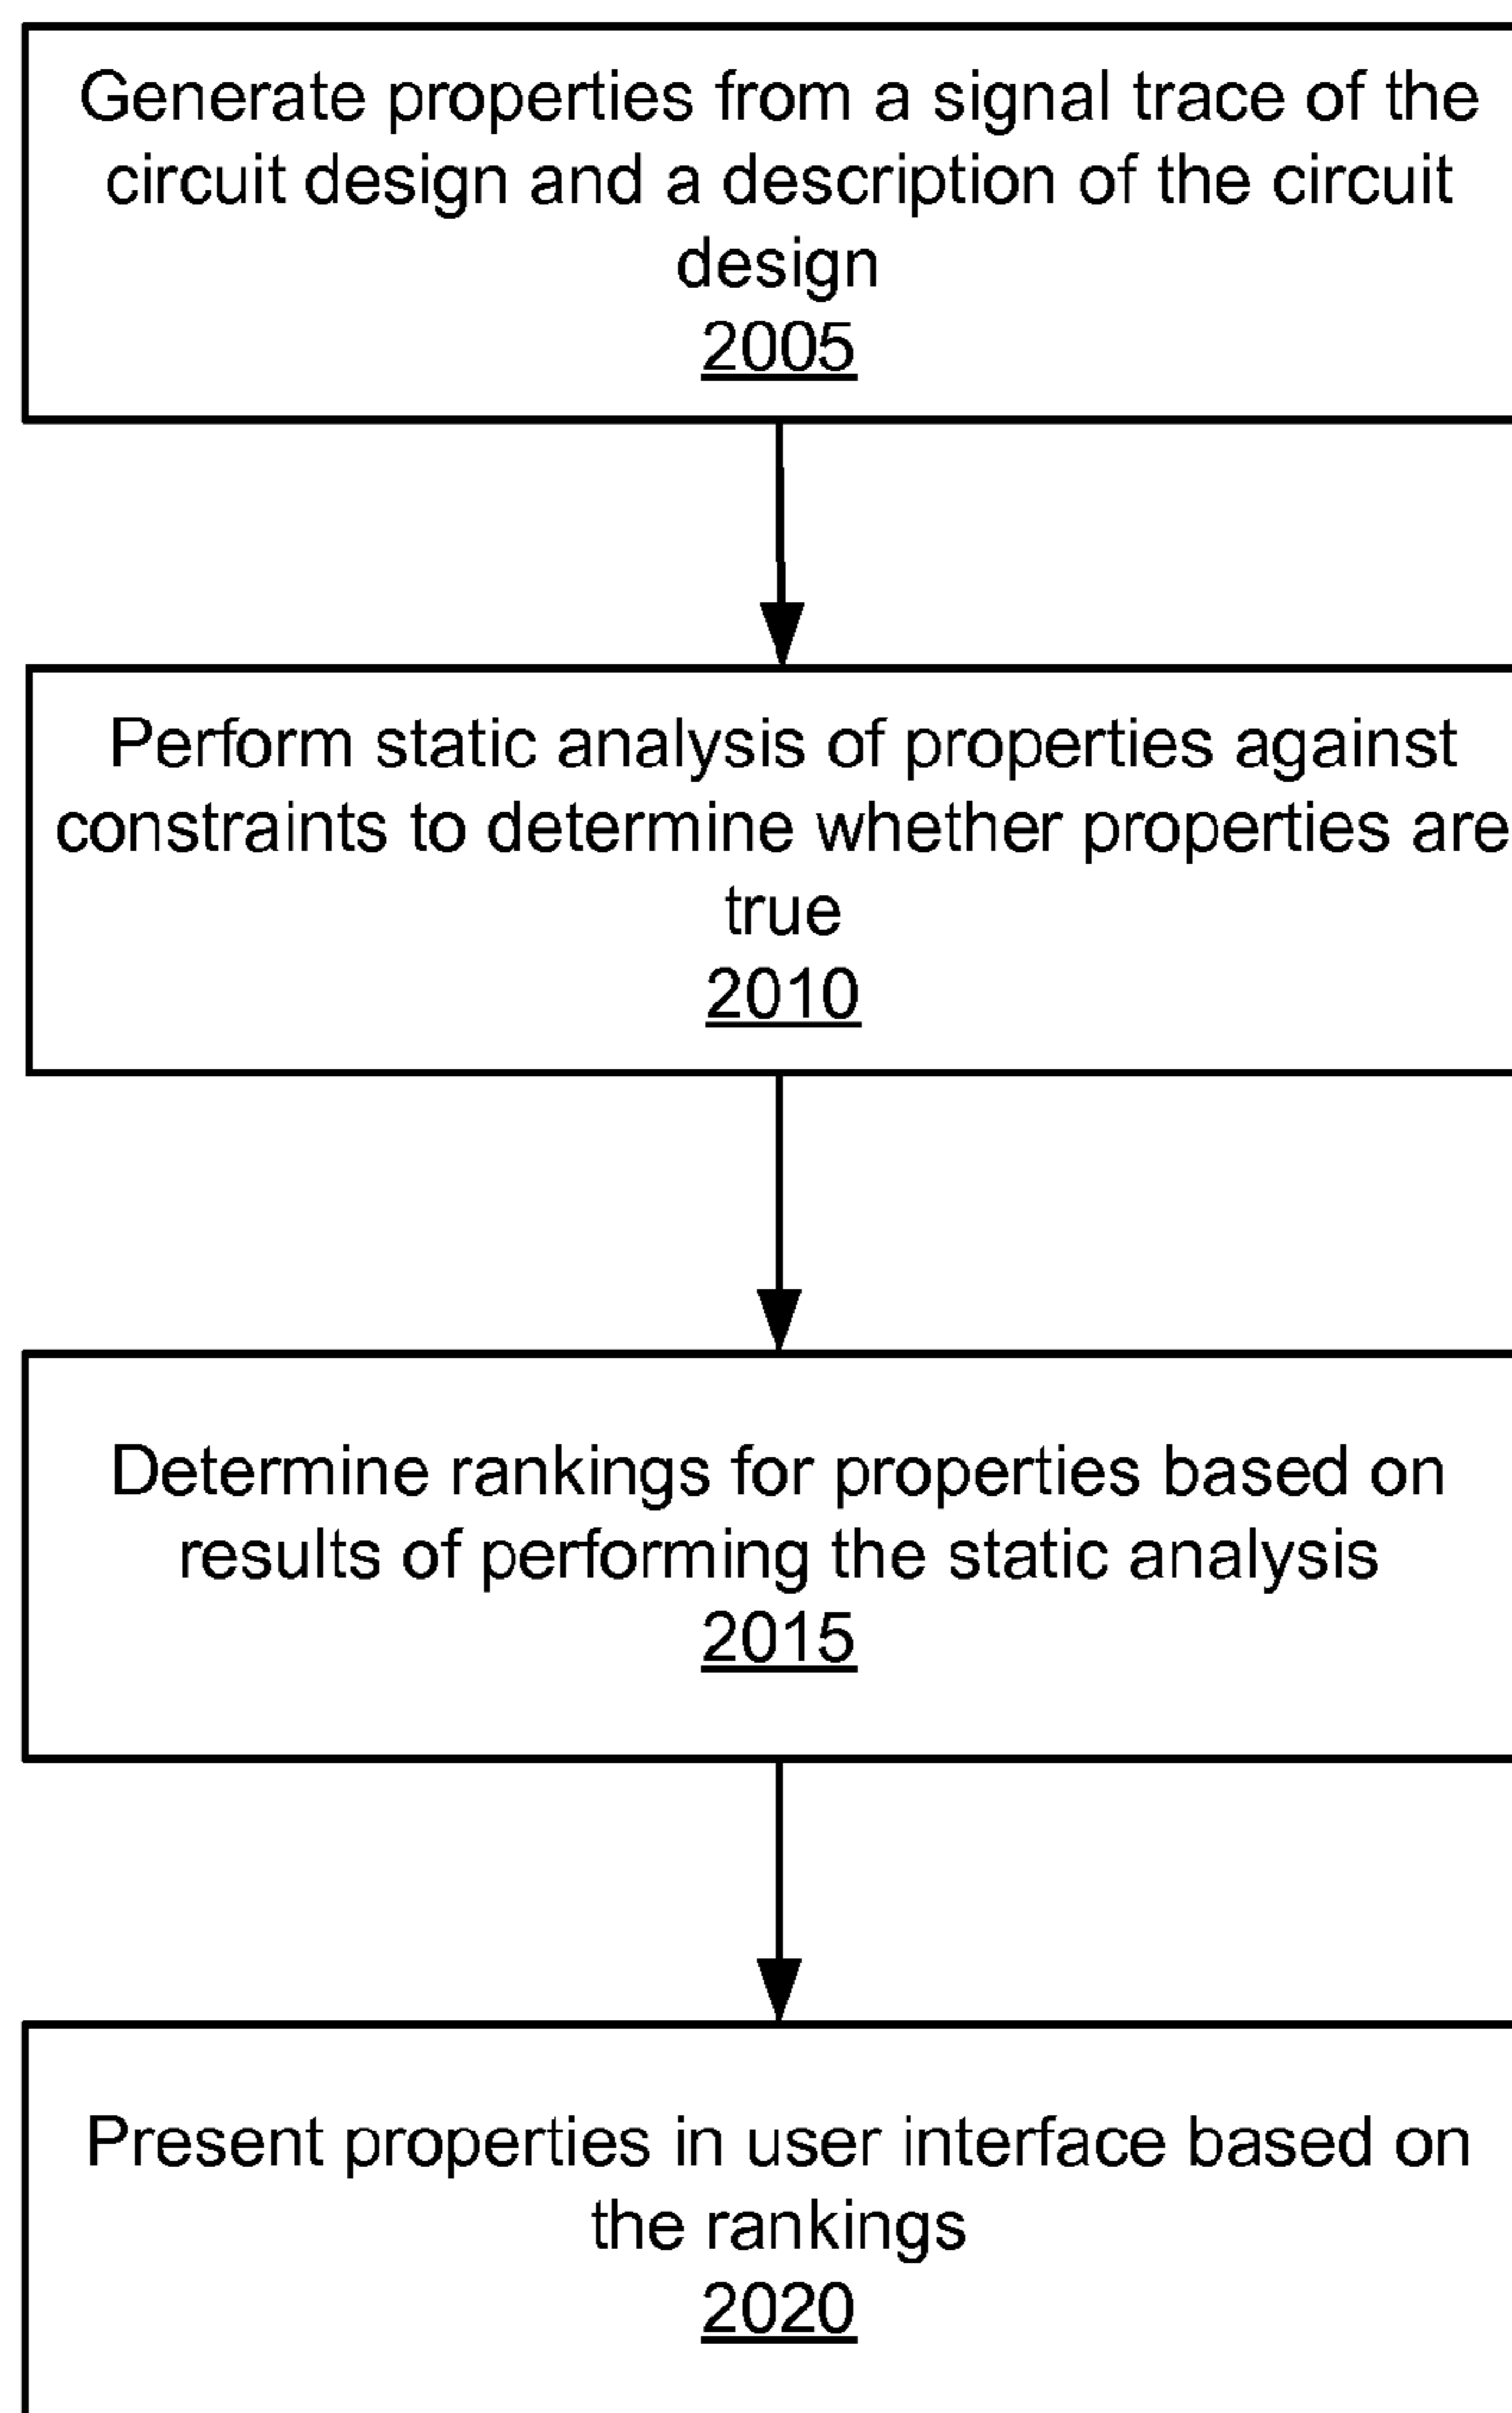 Generate properties from a signal trace of the
circuit design and a description of the circuit
design
2005
Perform static analysis of properties against
constraints to determine whether properties are
true
2010
Determine rankings for properties based on
results of performing the static analysis
2015
Present properties in user interface based on
the rankings
2020